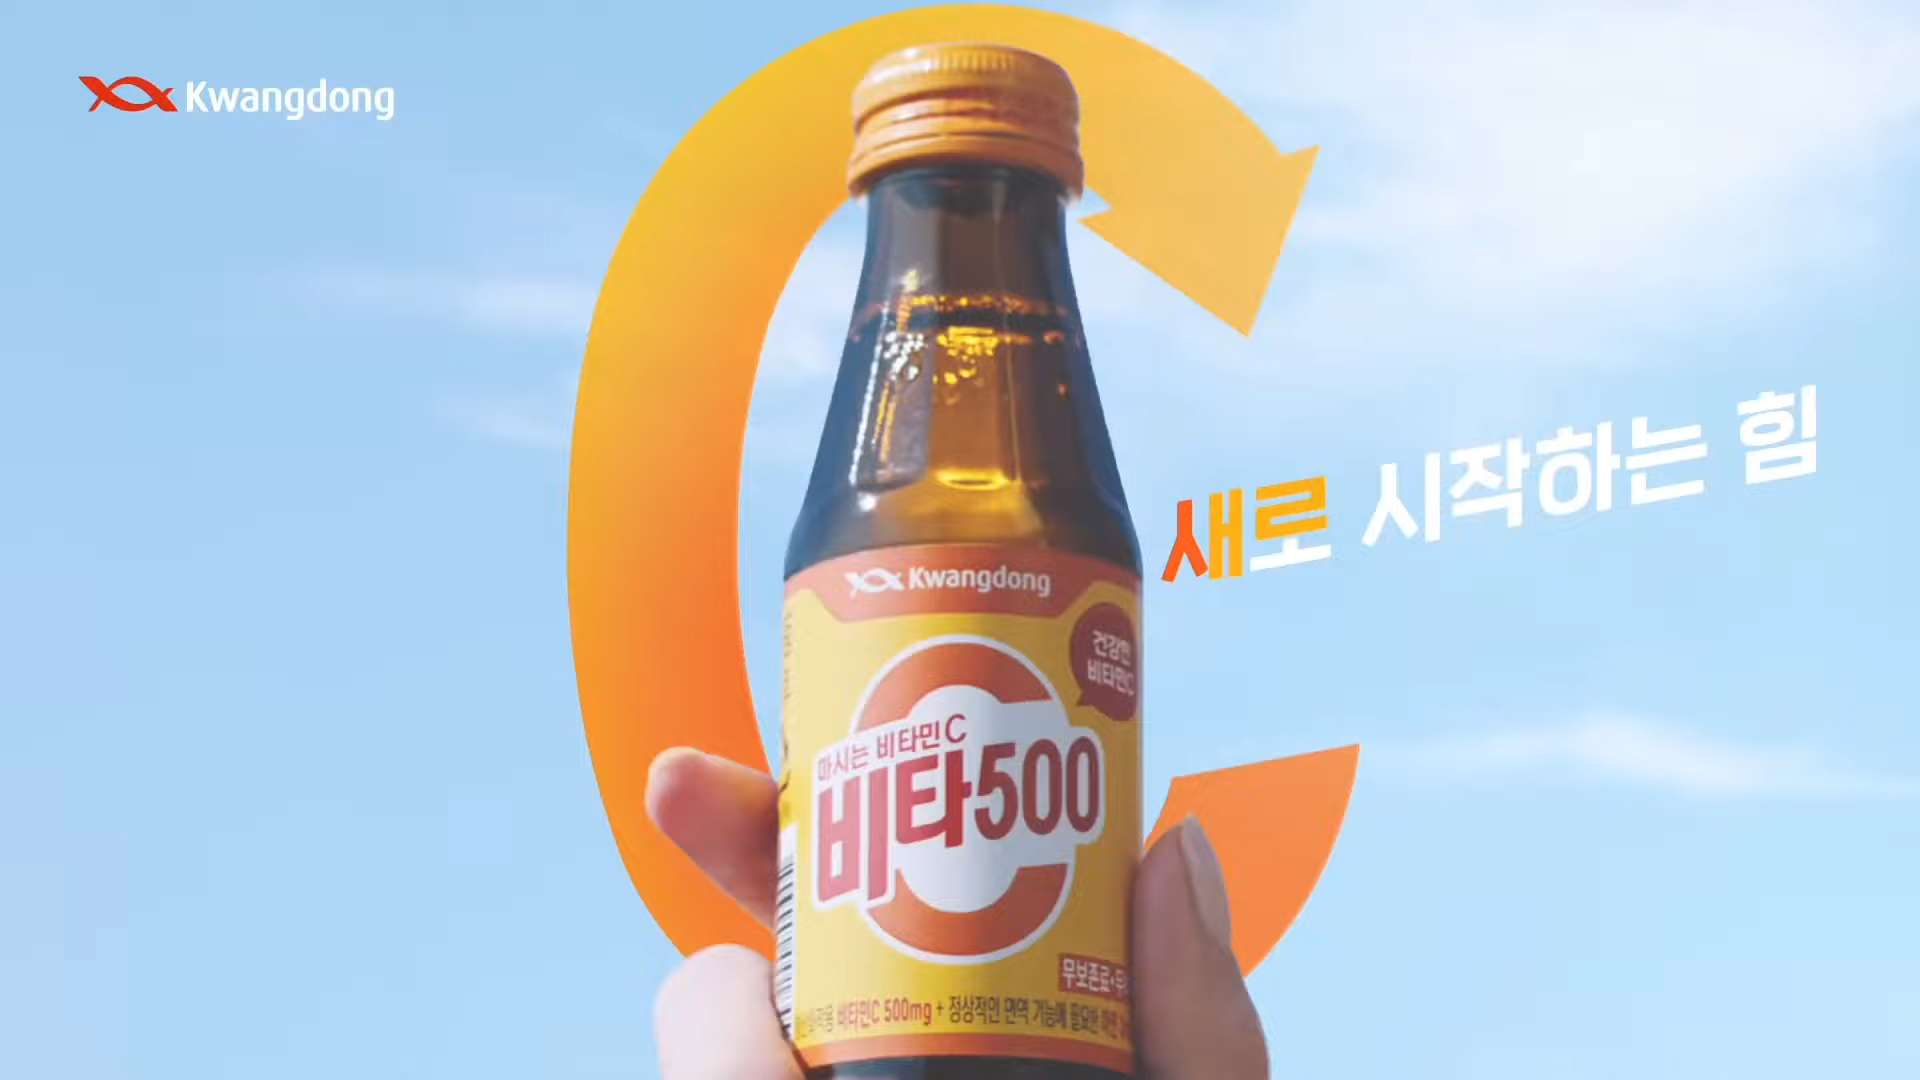 Kwangdong
새로 시작하는 힘
Kwangdong
건강한
비타민C
마시는 비타민C
비타500
무보존료
비타민C 500mg + 정상적인 면역 기능에 필요한